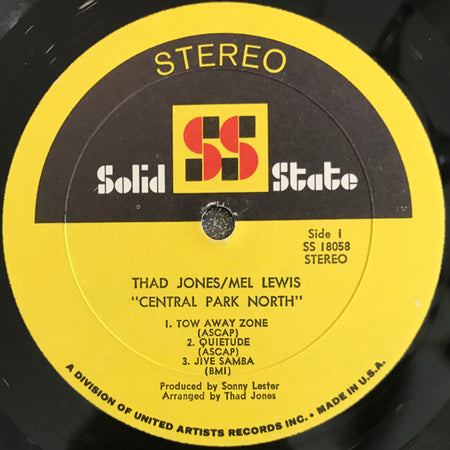 STEREO
Solid SS State
Side 1
SS 18058
STEREO
THAD JONES/MEL LEWIS
"CENTRAL PARK NORTH"
1. TOW AWAY ZONE
(ASCAP)
2. QUIETUDE
(ASCAP)
3. JIVE SAMBA
(BMI)
Produced by Sonny Lester
Arranged by Thad Jones
A DIVISION OF UNITED ARTISTS RECORDS INC. • MADE IN U.S.A.